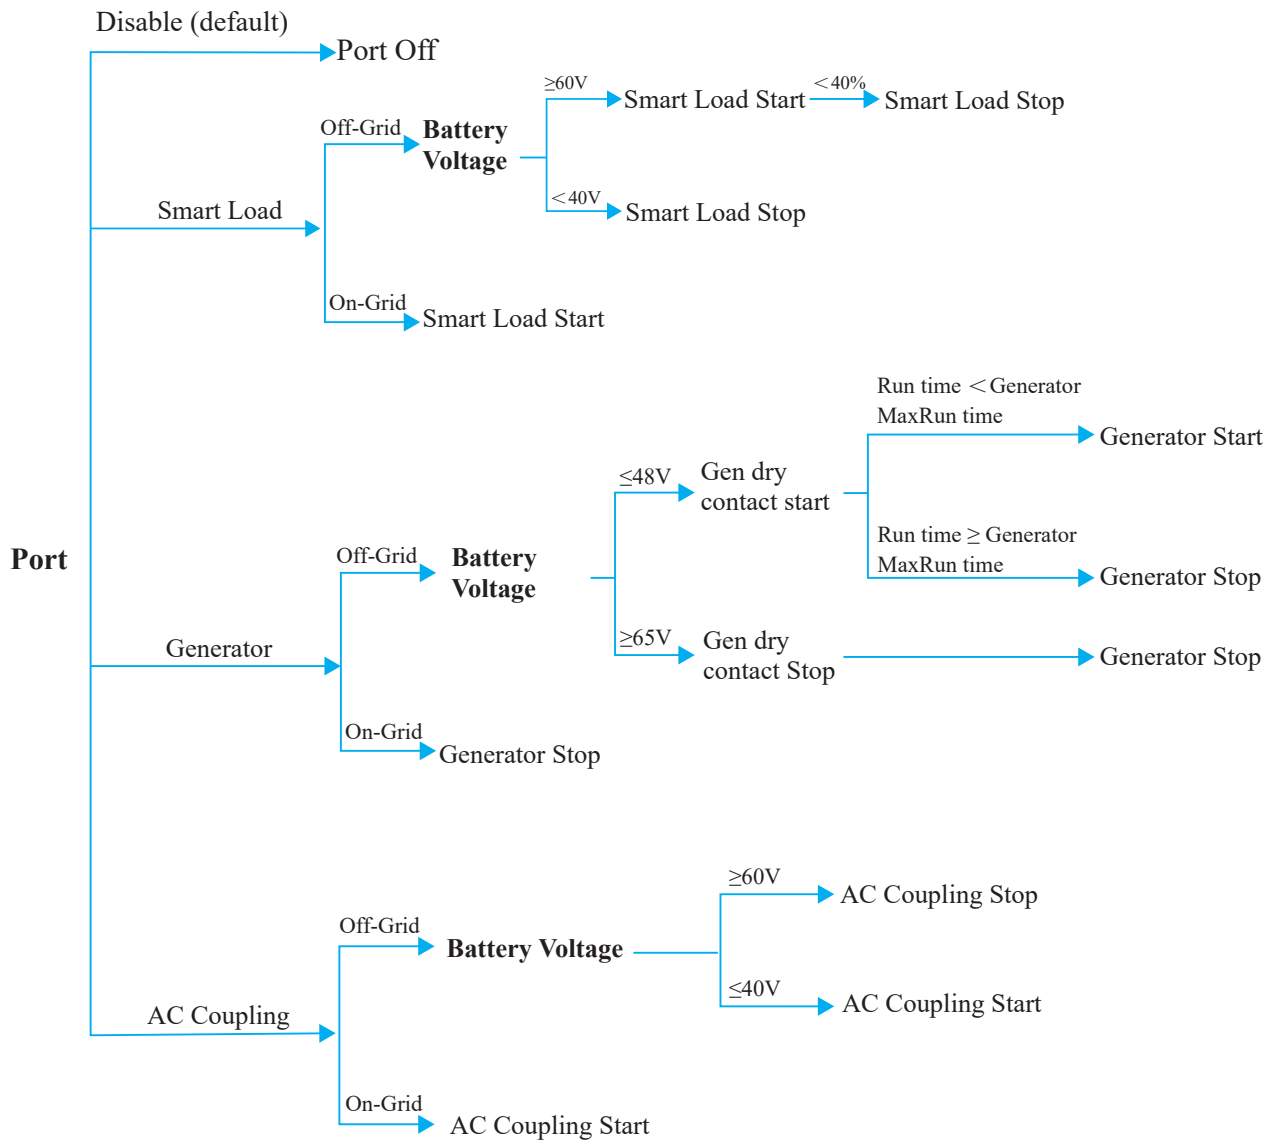 Disable (default)
Port Off
≥60V
Smart Load Start
＜40%
Smart Load Stop
Off-Grid
Battery
Voltage
＜40V
Smart Load Stop
Smart Load
On-Grid
Smart Load Start
Run time ＜Generator
MaxRun time
Generator Start
≤48V
Gen dry
contact start
Run time ≥ Generator
MaxRun time
Generator Stop
Port
Off-Grid
Battery
Voltage
≥65V
Gen dry
contact Stop
Generator Stop
Generator
On-Grid
Generator Stop
≥60V
AC Coupling Stop
Off-Grid
Battery Voltage
≤40V
AC Coupling Start
AC Coupling
On-Grid
AC Coupling Start